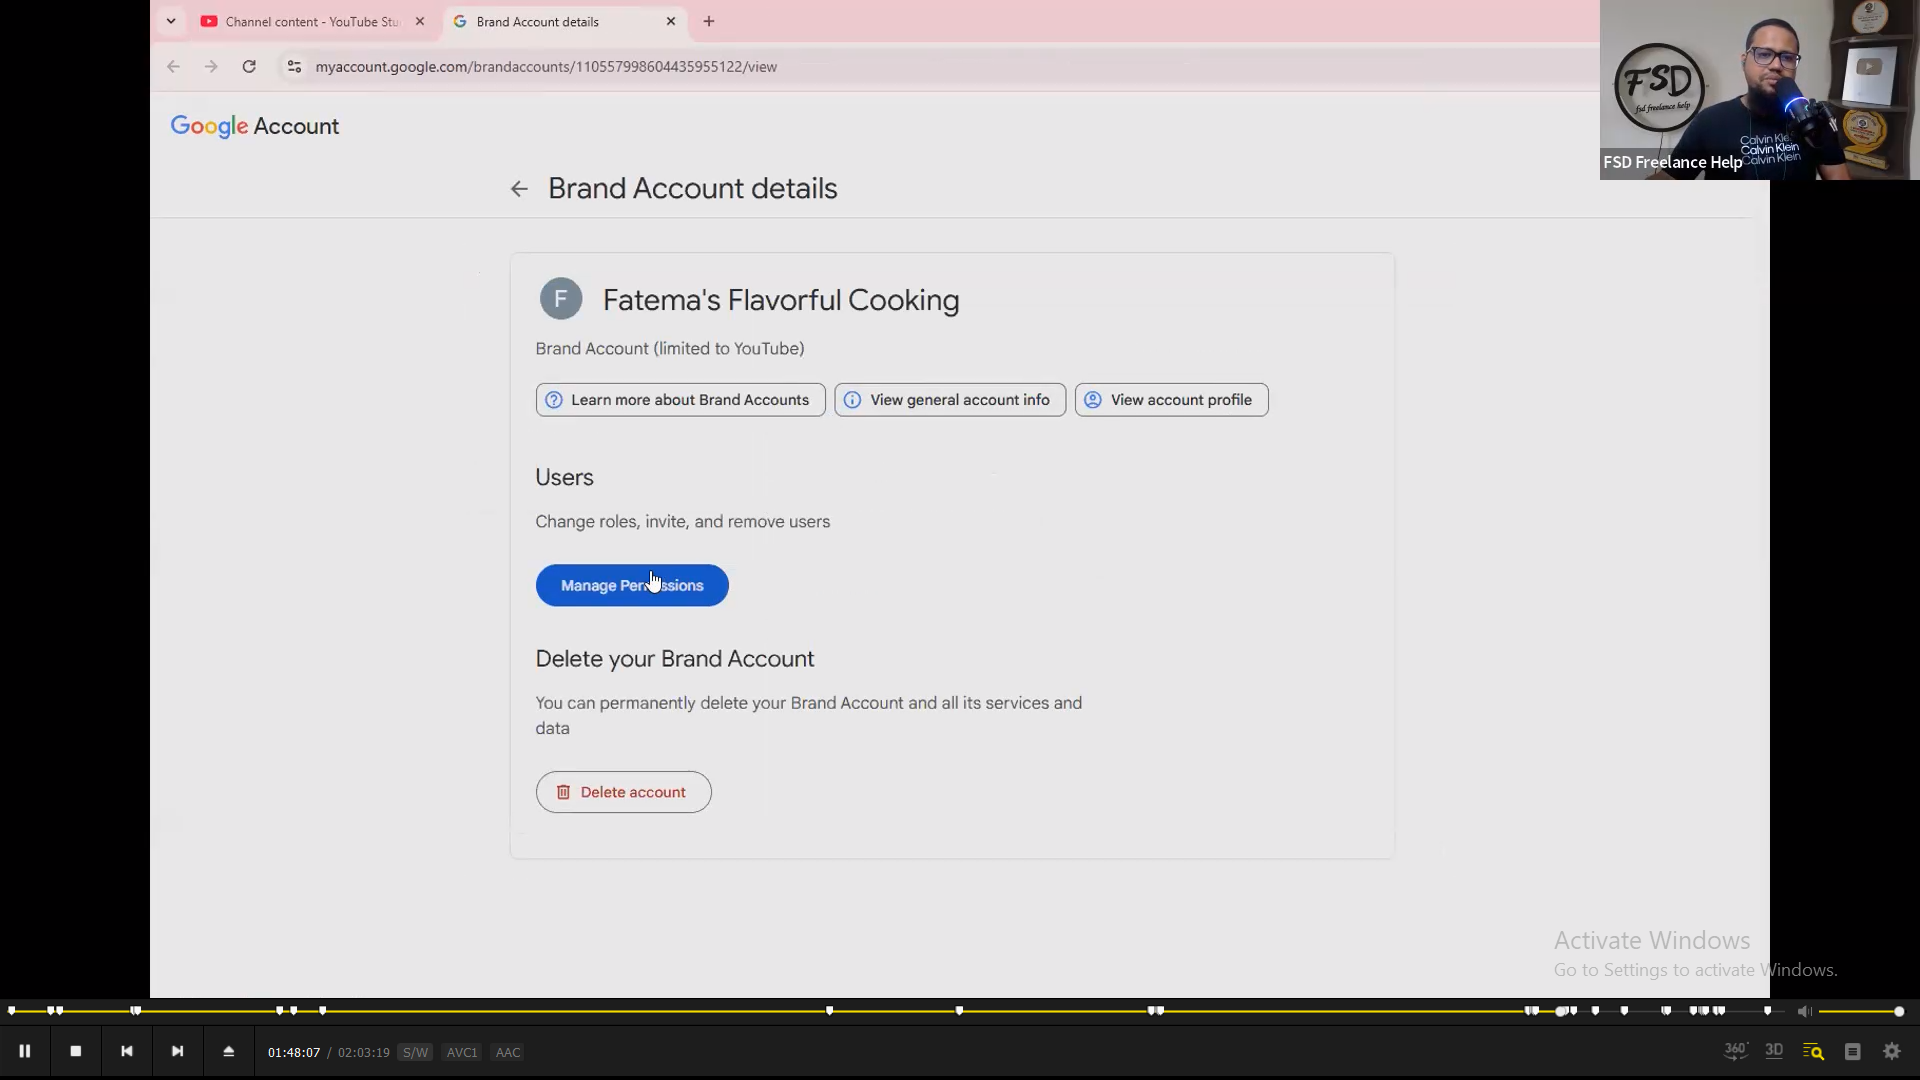 Channel content - YouTube Stu
Brand Account details
myaccount.google.com/brandaccounts/110557998604435955122/view
Google Account
Brand Account details
F
Fatema's Flavorful Cooking
Brand Account (limited to YouTube)
Learn more about Brand Accounts
View general account info
View account profile
Users
Change roles, invite, and remove users
Manage Permissions
Delete your Brand Account
You can permanently delete your Brand Account and all its services and
data
Delete account
FSD
fsd freelance help
Calvin Kle
Calvin Klein
Calvin Klein
FSD Freelance Help
Activate Windows
Go to Settings to activate Windows.
01:48:07 / 02:03:19 S/W AVC1 AAC
360° 3D